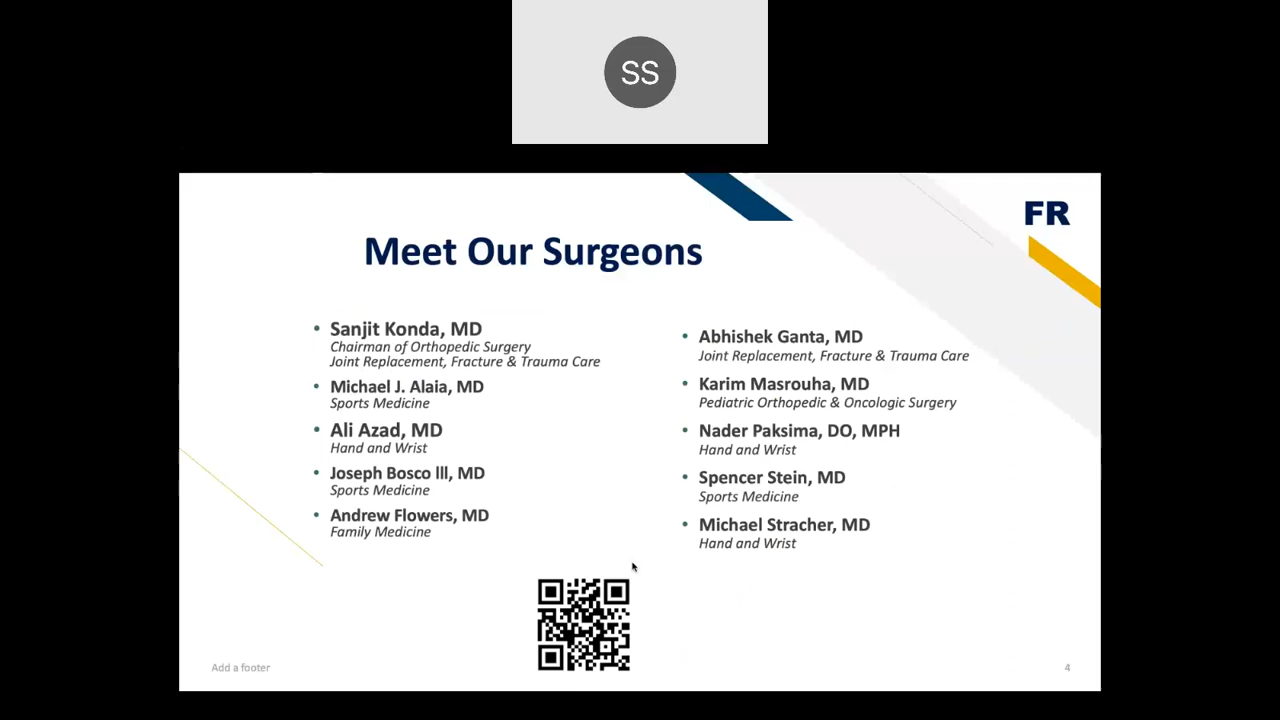 SS
FR
Meet Our Surgeons
• Sanjit Konda, MD
Chairman of Orthopedic Surgery
Joint Replacement, Fracture & Trauma Care
• Michael J. Alaia, MD
Sports Medicine
• Ali Azad, MD
Hand and Wrist
• Joseph Bosco lll, MD
Sports Medicine
• Andrew Flowers, MD
Family Medicine
• Abhishek Ganta, MD
Joint Replacement, Fracture & Trauma Care
• Karim Masrouha, MD
Pediatric Orthopedic & Oncologic Surgery
• Nader Paksima, DO, MPH
Hand and Wrist
• Spencer Stein, MD
Sports Medicine
• Michael Stracher, MD
Hand and Wrist
Add a footer
4